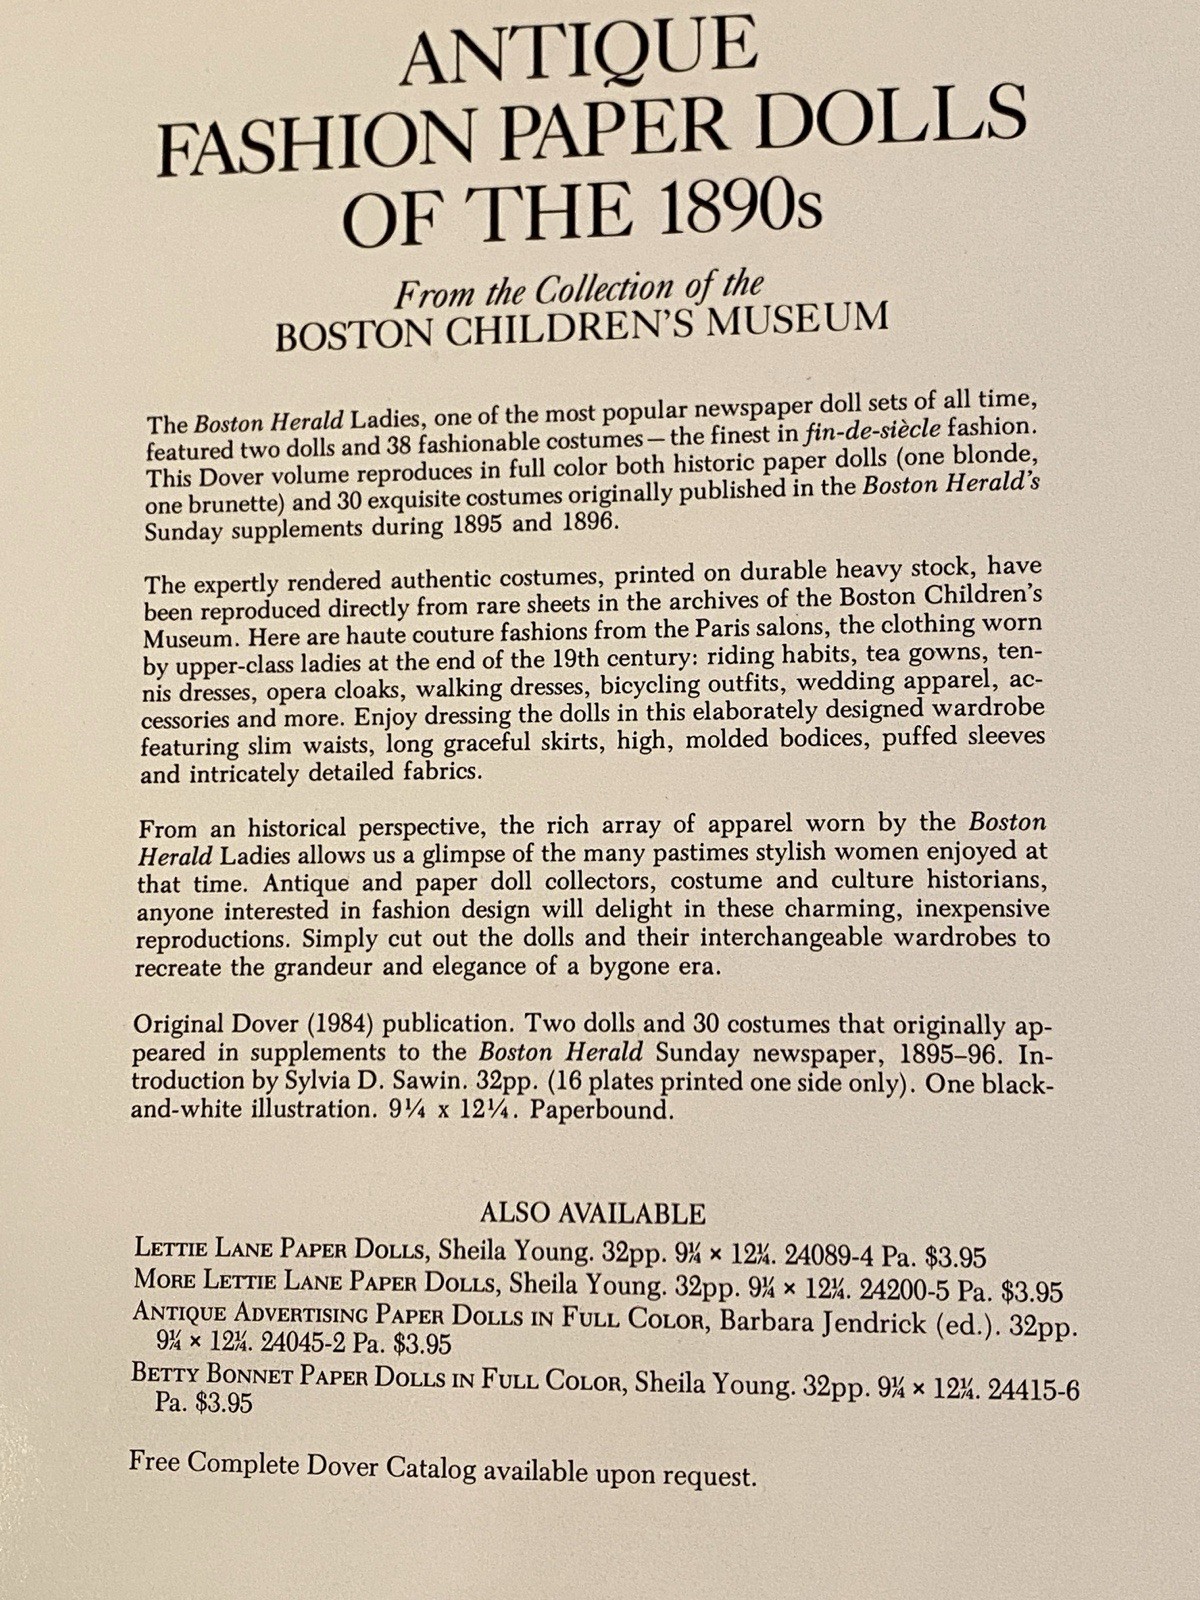 ANTIQUE
FASHION PAPER DOLLS
OF THE 1890s
From the Collection of the
BOSTON CHILDREN'S MUSEUM
The Boston Herald Ladies, one of the most popular newspaper doll sets of all time,
featured two dolls and 38 fashionable costumes—the finest in fin-de-siècle fashion.
This Dover volume reproduces in full color both historic paper dolls (one blonde,
one brunette) and 30 exquisite costumes originally published in the Boston Herald's
Sunday supplements during 1895 and 1896.
The expertly rendered authentic costumes, printed on durable heavy stock, have
been reproduced directly from rare sheets in the archives of the Boston Children's
Museum. Here are haute couture fashions from the Paris salons, the clothing worn
by upper-class ladies at the end of the 19th century: riding habits, tea gowns, ten-
nis dresses, opera cloaks, walking dresses, bicycling outfits, wedding apparel, ac-
cessories and more. Enjoy dressing the dolls in this elaborately designed wardrobe
featuring slim waists, long graceful skirts, high, molded bodices, puffed sleeves
and intricately detailed fabrics.
From an historical perspective, the rich array of apparel worn by the Boston
Herald Ladies allows us a glimpse of the many pastimes stylish women enjoyed at
that time. Antique and paper doll collectors, costume and culture historians,
anyone interested in fashion design will delight in these charming, inexpensive
reproductions. Simply cut out the dolls and their interchangeable wardrobes to
recreate the grandeur and elegance of a bygone era.
Original Dover (1984) publication. Two dolls and 30 costumes that originally ap-
peared in supplements to the Boston Herald Sunday newspaper, 1895–96. In-
troduction by Sylvia D. Sawin. 32pp. (16 plates printed one side only). One black-
and-white illustration. 9¼ x 12¼. Paperbound.
ALSO AVAILABLE
LETTIE LANE PAPER DOLLS, Sheila Young. 32pp. 9¼ × 12¼. 24089-4 Pa. $3.95
MORE LETTIE LANE PAPER DOLLS, Sheila Young. 32pp. 9¼ × 12¼. 24200-5 Pa. $3.95
ANTIQUE ADVERTISING PAPER DOLLS IN FULL COLOR, Barbara Jendrick (ed.). 32pp.
9¼ × 12¼. 24045-2 Pa. $3.95
BETTY BONNET PAPER DOLLS IN FULL COLOR, Sheila Young. 32pp. 9¼ × 12¼. 24415-6
Pa. $3.95
Free Complete Dover Catalog available upon request.